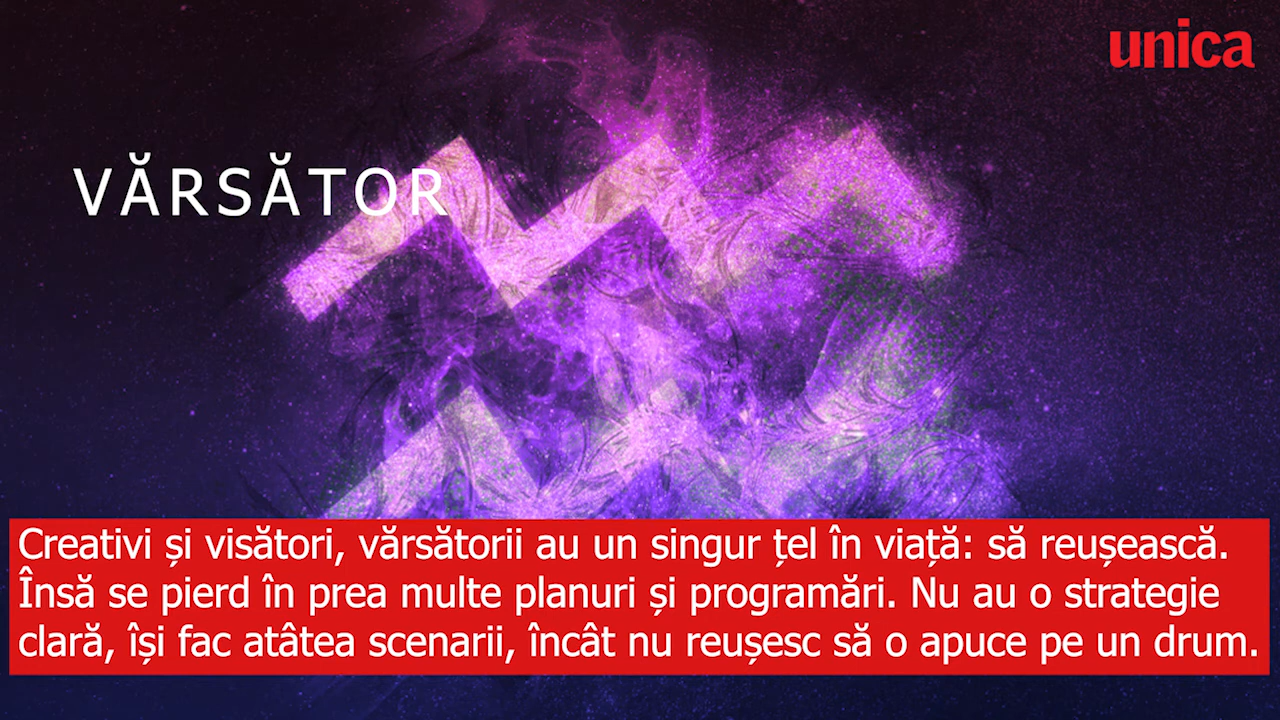 unica
VĂRSĂTOR
Creativi și visători, vărsătorii au un singur țel în viață: să reușească.
Însă se pierd în prea multe planuri și programări. Nu au o strategie
clară, își fac atâtea scenarii, încât nu reușesc să o apuce pe un drum.